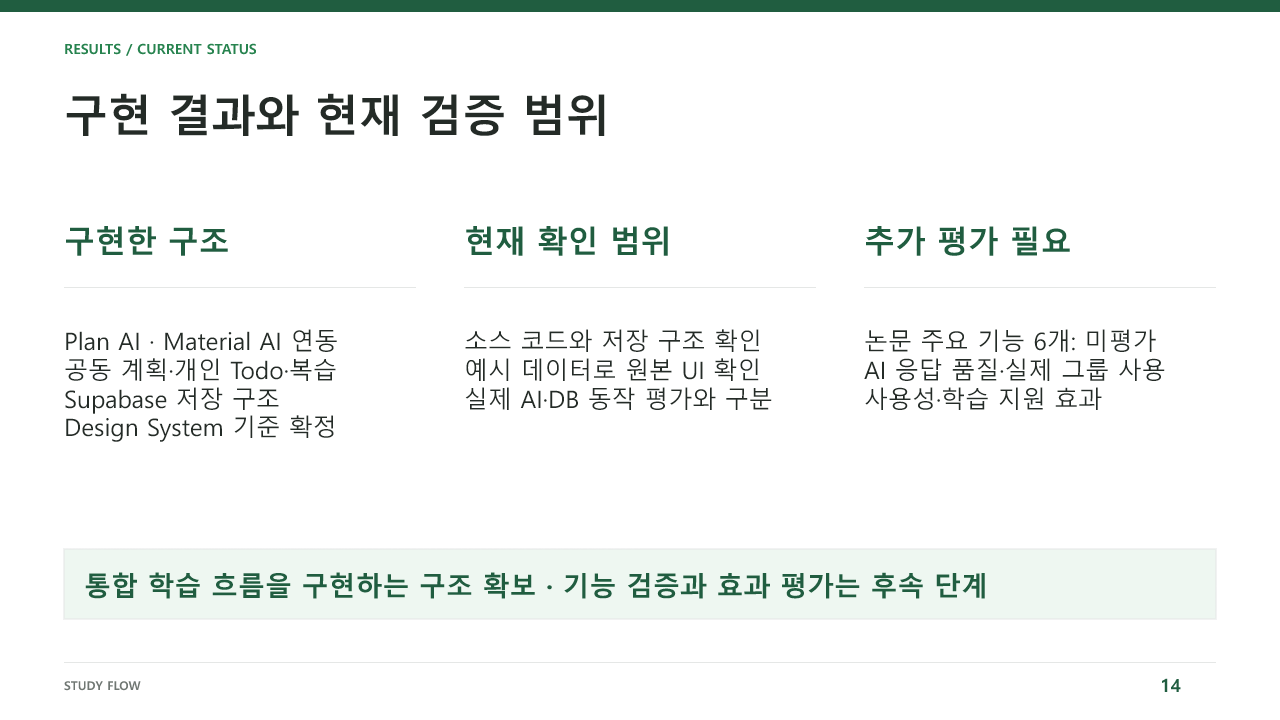 RESULTS / CURRENT STATUS
구현 결과와 현재 검증 범위
구현한 구조
Plan AI · Material AI 연동
공동 계획·개인 Todo·복습
Supabase 저장 구조
Design System 기준 확정
현재 확인 범위
소스 코드와 저장 구조 확인
예시 데이터로 원본 UI 확인
실제 AI·DB 동작 평가와 구분
추가 평가 필요
논문 주요 기능 6개: 미평가
AI 응답 품질·실제 그룹 사용
사용성·학습 지원 효과
통합 학습 흐름을 구현하는 구조 확보 · 기능 검증과 효과 평가는 후속 단계
STUDY FLOW
14